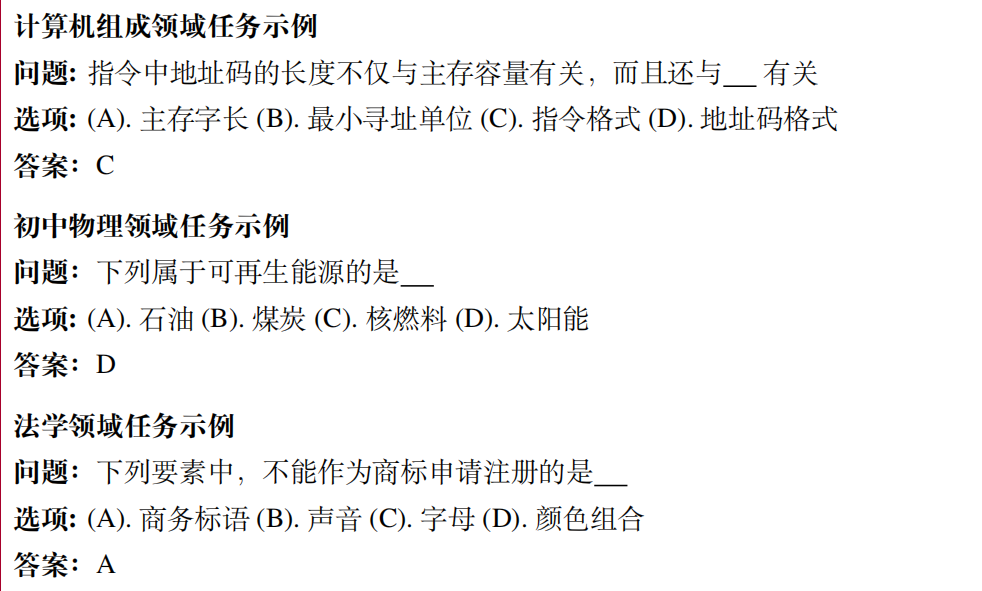 计算机组成领域任务示例
问题: 指令中地址码的长度不仅与主存容量有关，而且还与__ 有关
选项: (A). 主存字长 (B). 最小寻址单位 (C). 指令格式 (D). 地址码格式
答案：C
初中物理领域任务示例
问题：下列属于可再生能源的是__
选项: (A). 石油 (B). 煤炭 (C). 核燃料 (D). 太阳能
答案：D
法学领域任务示例
问题：下列要素中，不能作为商标申请注册的是__
选项: (A). 商务标语 (B). 声音 (C). 字母 (D). 颜色组合
答案：A